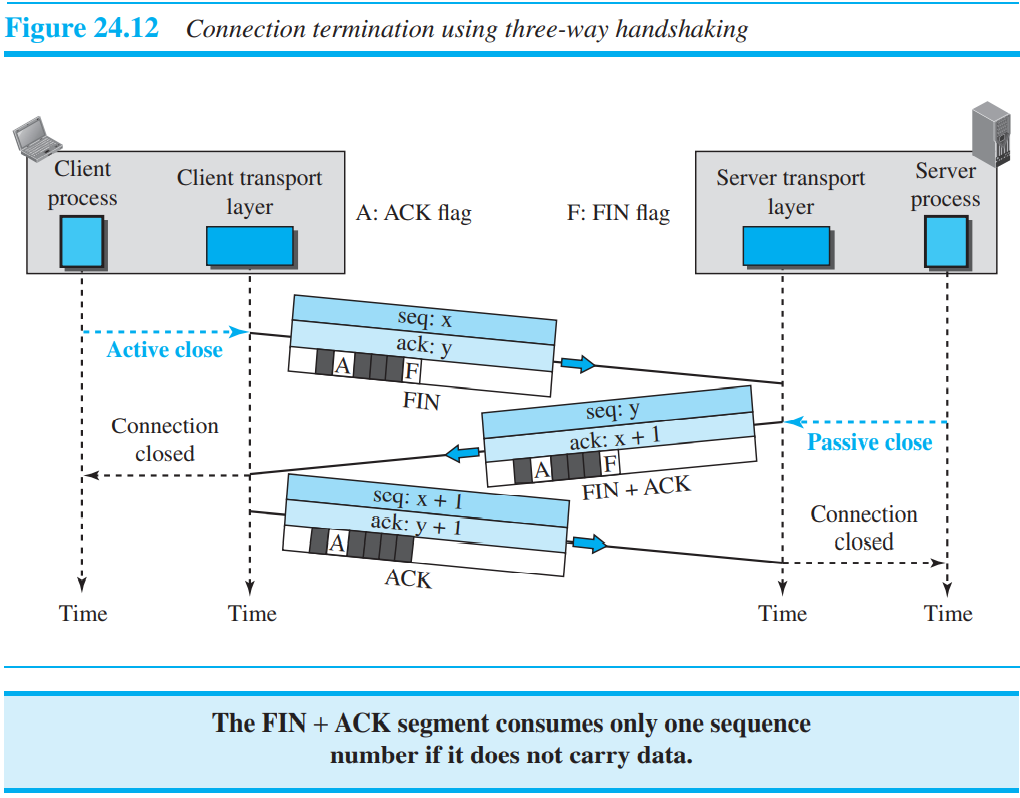 Figure 24.12 Connection termination using three-way handshaking
Client
process
Client transport
layer
A: ACK flag
F: FIN flag
Server transport
layer
Server
process
Active close
seq: x
ack: y
A
F
FIN
Passive close
seq: y
ack: x + 1
A
F
FIN + ACK
Connection
closed
seq: x + 1
ack: y + 1
A
ACK
Connection
closed
Time
Time
Time
Time
The FIN + ACK segment consumes only one sequence
number if it does not carry data.